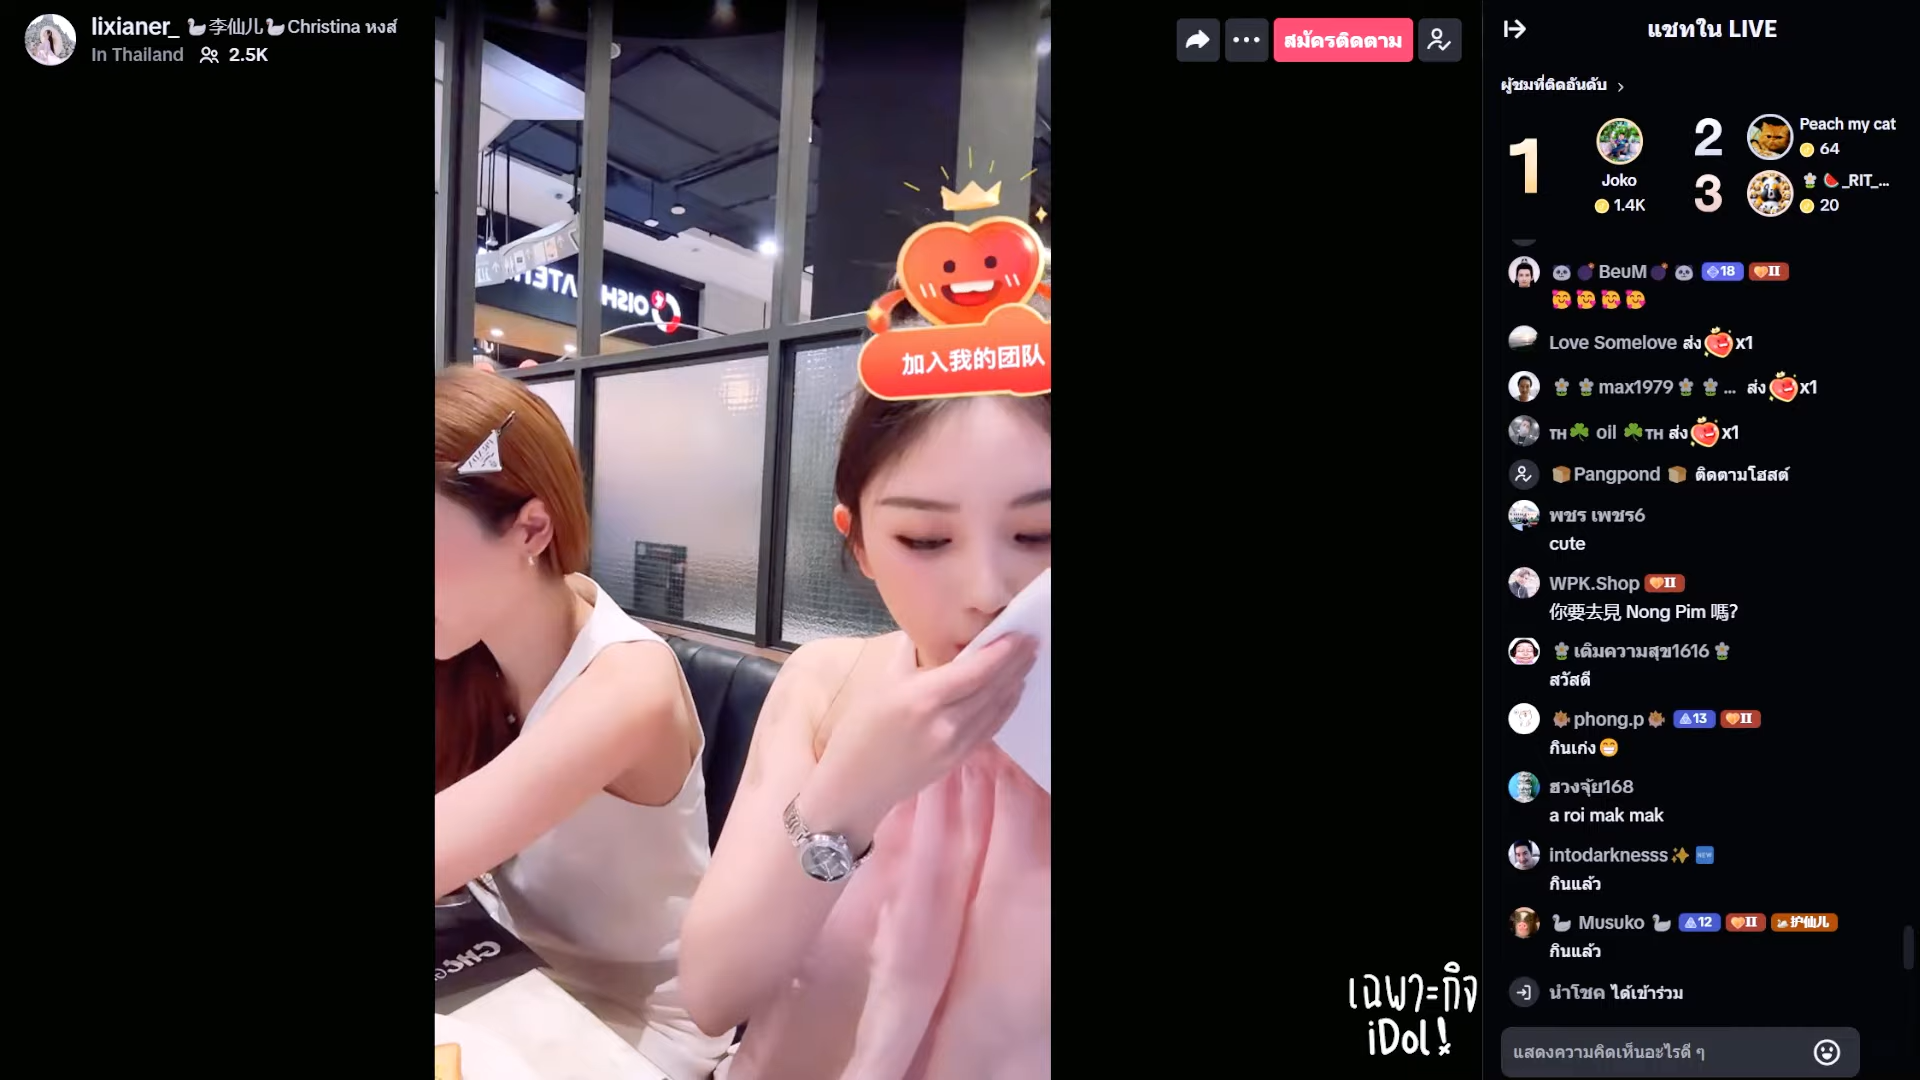 lixianer_ 🦢李仙儿🦢Christina หงส์
In Thailand 2.5K
สมัครติดตาม
แชทใน LIVE
ผู้ชมที่ติดอันดับ
1
Joko
1.4K
2
Peach my cat
64
3
_RIT_...
20
OISHI
加入我的团队
🐼 BeuM 🐼 18 II
🥰🥰🥰🥰
Love Somelove ส่ง x1
max1979 ... ส่ง x1
TH☘️ oil ☘️TH ส่ง x1
🍞Pangpond 🍞 ติดตามโฮสต์
พชร เพชร6
cute
WPK.Shop II
你要去見 Nong Pim 嗎?
เติมความสุข1616
สวัสดี
phong.p 13 II
กินเก่ง😁
ฮวงจุ้ย168
a roi mak mak
intodarknesss✨ NEW
กินแล้ว
🦢 Musuko 🦢 12 II 护仙儿
กินแล้ว
นำโชค ได้เข้าร่วม
แสดงความคิดเห็นอะไรดี ๆ
เฉพาะกิจ
iDol!